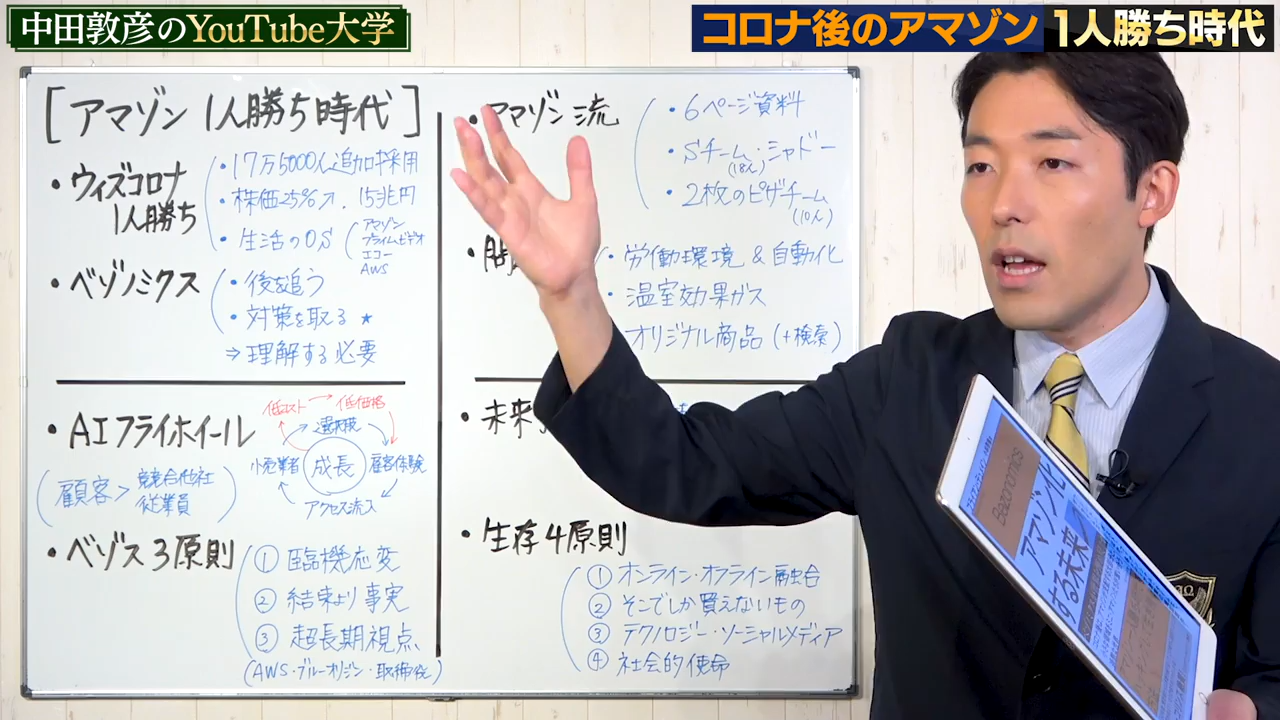 中田敦彦のYouTube大学
コロナ後のアマゾン 1人勝ち時代
[アマゾン 1人勝ち時代]
・ウィズコロナ
1人勝ち
・17万5000人追加採用
・株価25%↗. 153兆円
・生活のOS
アマゾン
プライムビデオ
エコー
AWS
・ベゾノミクス
・後を追う
・対策を取る ★
⇒理解する必要
・AIフライホイール
(顧客>競合他社
従業員)
低コスト→低価格
選択肢
小売業者
成長
顧客体験
アクセス流入
・ベゾス3原則
① 臨機応変
② 結束より事実
③ 超長期視点
(AWS・ブルーオリジン・取締役)
・アマゾン流
・6ページ資料
・Sチーム・シャドー
(18人)
・2枚のピザチーム
(10人)
・問
・労働環境&自動化
・温室効果ガス
オリジナル商品(+検索)
・未来
・生存4原則
① オンライン・オフライン融合
② そこでしか買えないもの
③ テクノロジー・ソーシャルメディア
④ 社会的使命
Bezonomics
アマゾンル
する未来